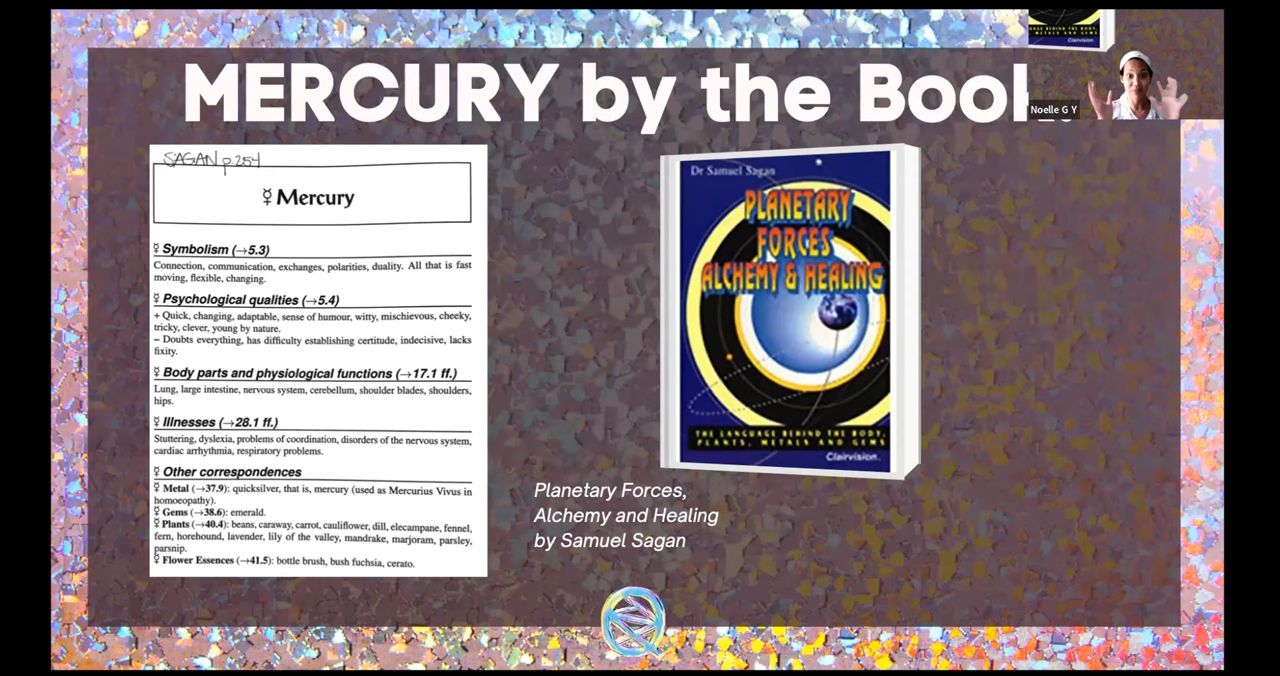 MERCURY by the Book
Noelle G Y
Clairvision.
SAGAN p.254
☿ Mercury
☿ Symbolism (→5.3)
Connection, communication, exchanges, polarities, duality. All that is fast
moving, flexible, changing.
☿ Psychological qualities (→5.4)
+ Quick, changing, adaptable, sense of humour, witty, mischievous, cheeky,
tricky, clever, young by nature.
– Doubts everything, has difficulty establishing certitude, indecisive, lacks
fixity.
☿ Body parts and physiological functions (→17.1 ff.)
Lung, large intestine, nervous system, cerebellum, shoulder blades, shoulders,
hips.
☿ Illnesses (→28.1 ff.)
Stuttering, dyslexia, problems of coordination, disorders of the nervous system,
cardiac arrhythmia, respiratory problems.
☿ Other correspondences
☿ Metal (→37.9): quicksilver, that is, mercury (used as Mercurius Vivus in
homoeopathy).
☿ Gems (→38.6): emerald.
☿ Plants (→40.4): beans, caraway, carrot, cauliflower, dill, elecampane, fennel,
fern, horehound, lavender, lily of the valley, mandrake, marjoram, parsley,
parsnip.
☿ Flower Essences (→41.5): bottle brush, bush fuchsia, cerato.
Dr Samuel Sagan
PLANETARY
FORCES
ALCHEMY & HEALING
THE LANGUAGE BEHIND THE BODY,
PLANTS, METALS AND GEMS
Clairvision.
Planetary Forces,
Alchemy and Healing
by Samuel Sagan